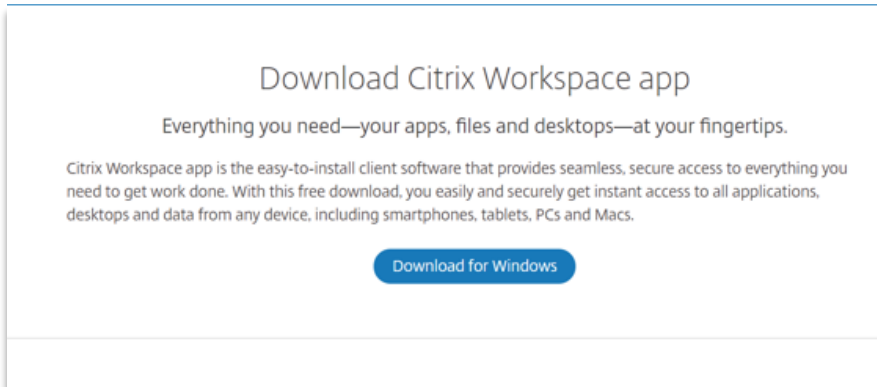 Download Citrix Workspace app
Everything you need—your apps, files and desktops—at your fingertips.
Citrix Workspace app is the easy-to-install client software that provides seamless, secure access to everything you
need to get work done. With this free download, you easily and securely get instant access to all applications,
desktops and data from any device, including smartphones, tablets, PCs and Macs.
Download for Windows